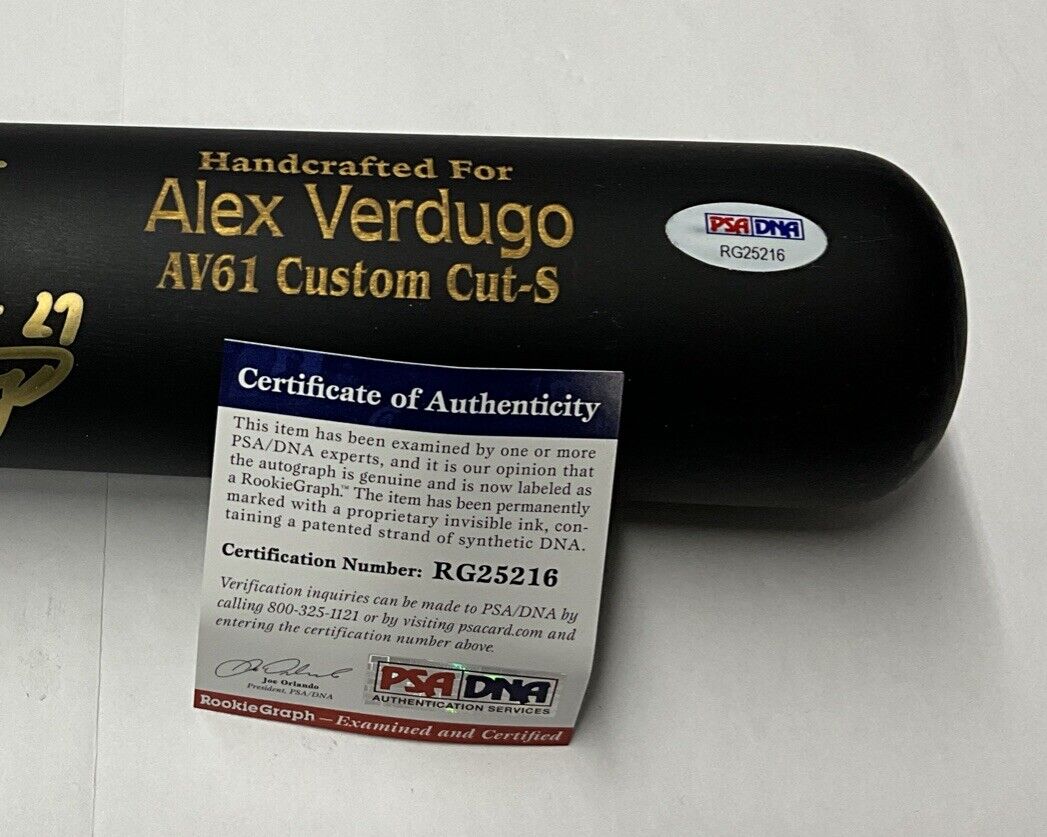 Handcrafted For
Alex Verdugo
AV61 Custom Cut-S
PSA DNA
RG25216
27
Certificate of Authenticity
This item has been examined by one or more
PSA/DNA experts, and it is our opinion that
the autograph is genuine and is now labeled as
a RookieGraph.™ The item has been permanently
marked with a proprietary invisible ink, con-
taining a patented strand of synthetic DNA.
Certification Number: RG25216
Verification inquiries can be made to PSA/DNA by
calling 800-325-1121 or by visiting psacard.com and
entering the certification number above.
Joe Orlando
President, PSA/DNA
PSA DNA
AUTHENTICATION SERVICES
RookieGraph – Examined and Certified